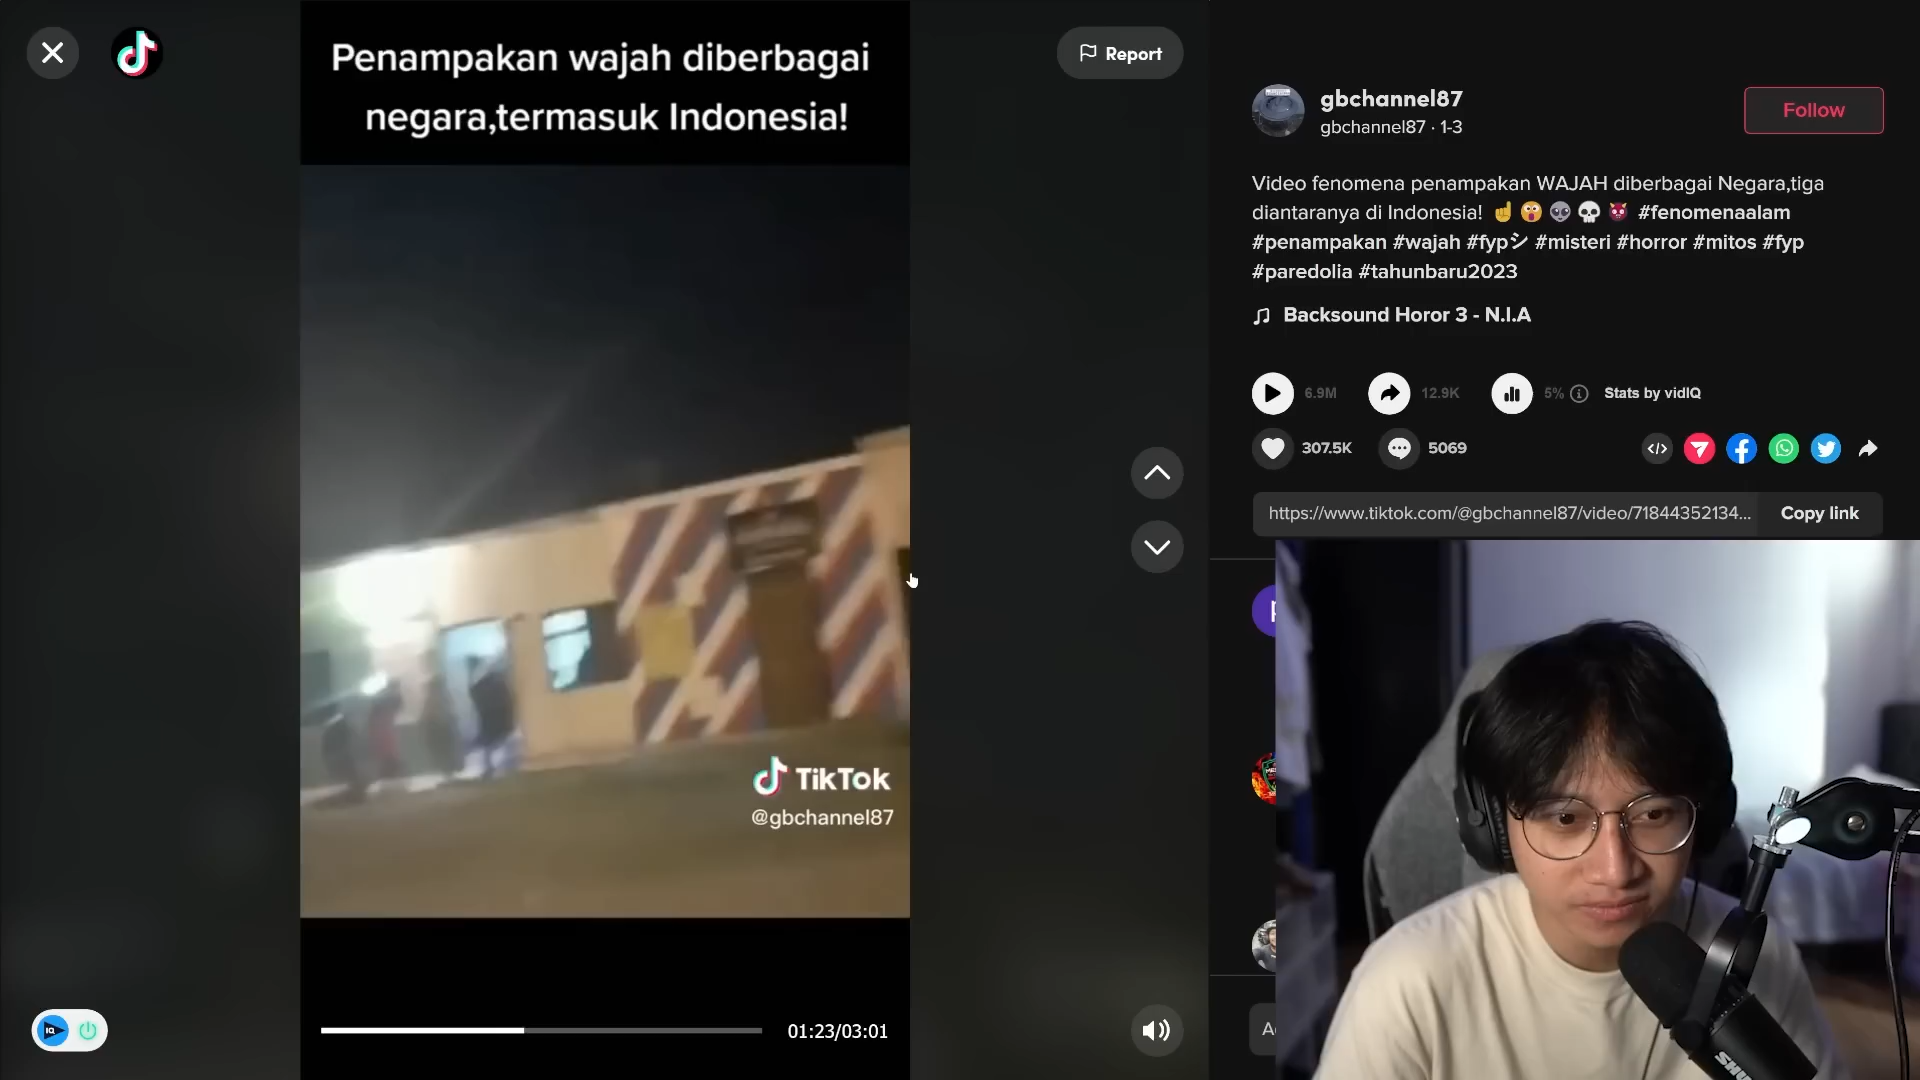 Penampakan wajah diberbagai
negara,termasuk Indonesia!
Report
TikTok
@gbchannel87
01:23/03:01
gbchannel87
gbchannel87 · 1-3
Follow
Video fenomena penampakan WAJAH diberbagai Negara,tiga
diantaranya di Indonesia! ☝😲👽💀👿 #fenomenaalam
#penampakan #wajah #fypシ #misteri #horror #mitos #fyp
#paredolia #tahunbaru2023
Backsound Horor 3 - N.I.A
6.9M 12.9K 5% Stats by vidIQ
307.5K 5069
https://www.tiktok.com/@gbchannel87/video/71844352134... Copy link
IQ